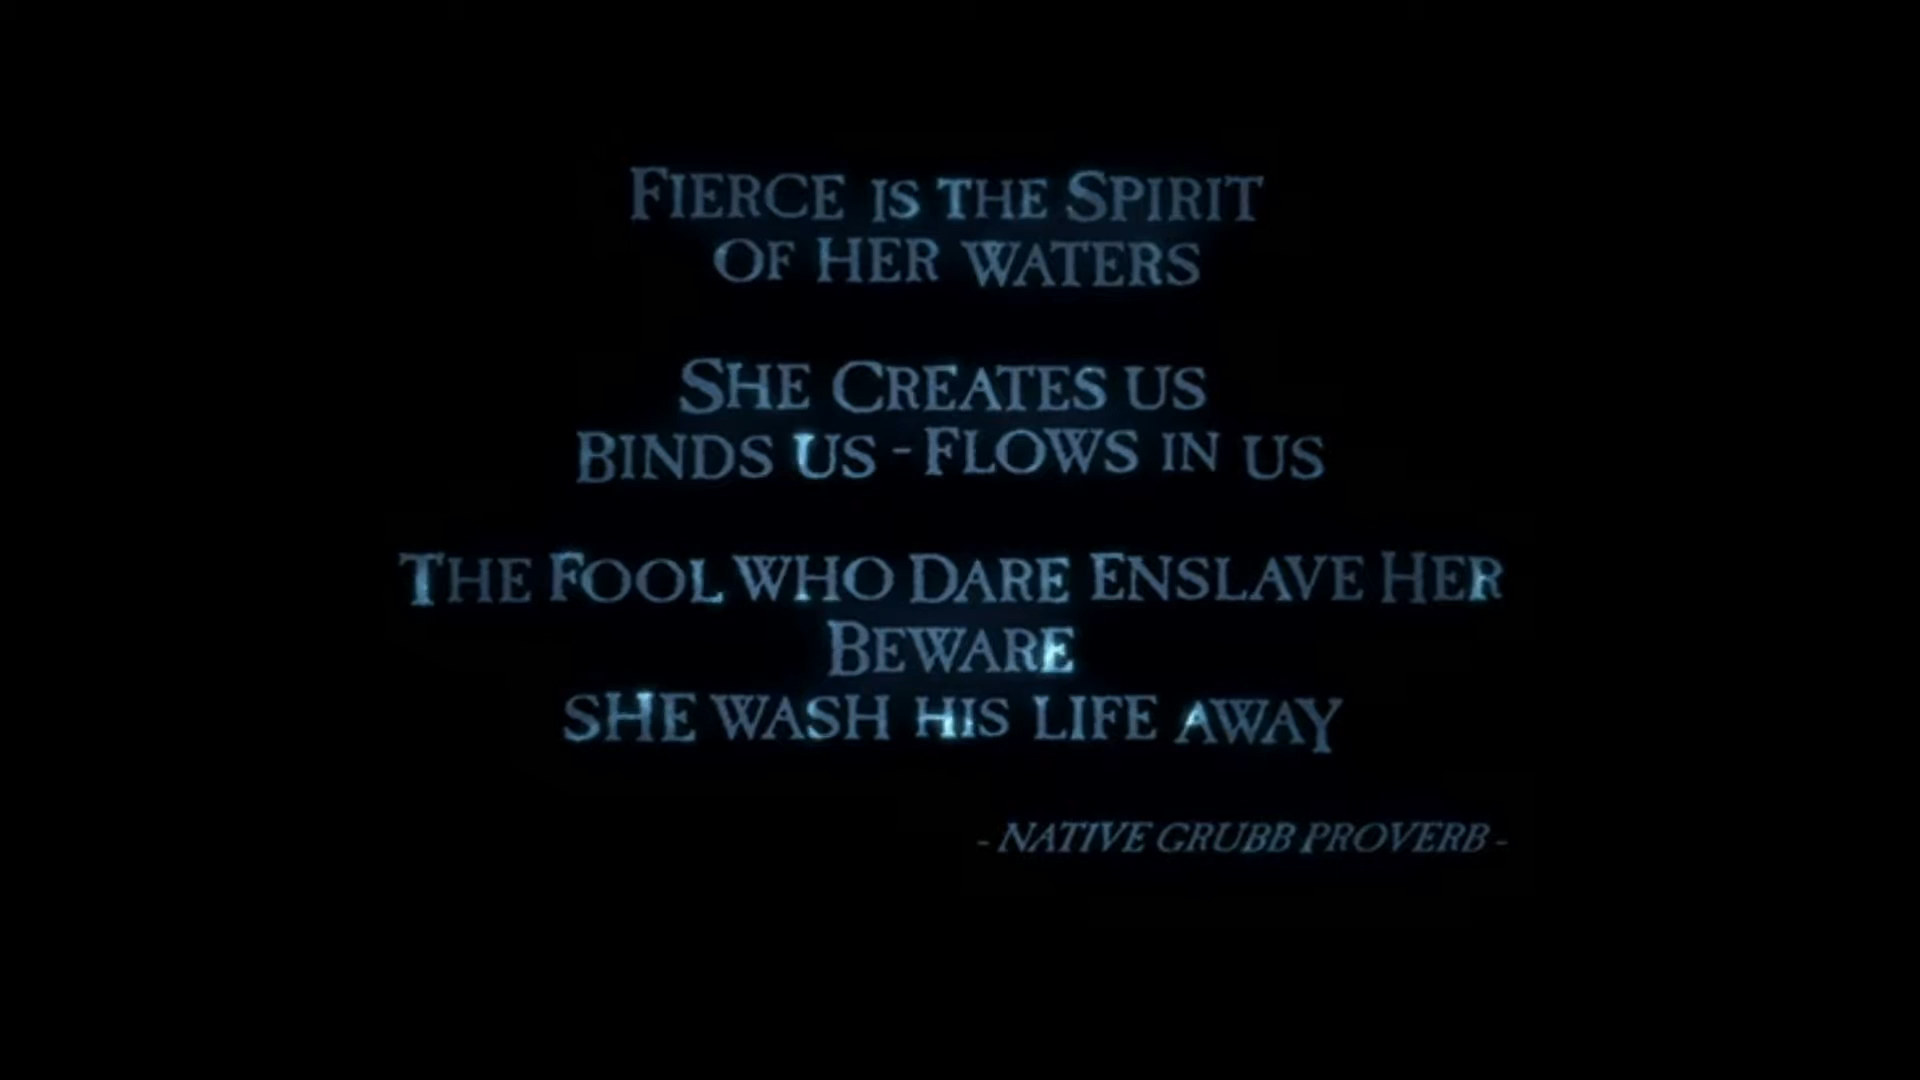 FIERCE IS THE SPIRIT
OF HER WATERS
SHE CREATES US
BINDS US - FLOWS IN US
THE FOOL WHO DARE ENSLAVE HER
BEWARE
SHE WASH HIS LIFE AWAY
- NATIVE GRUBB PROVERB -